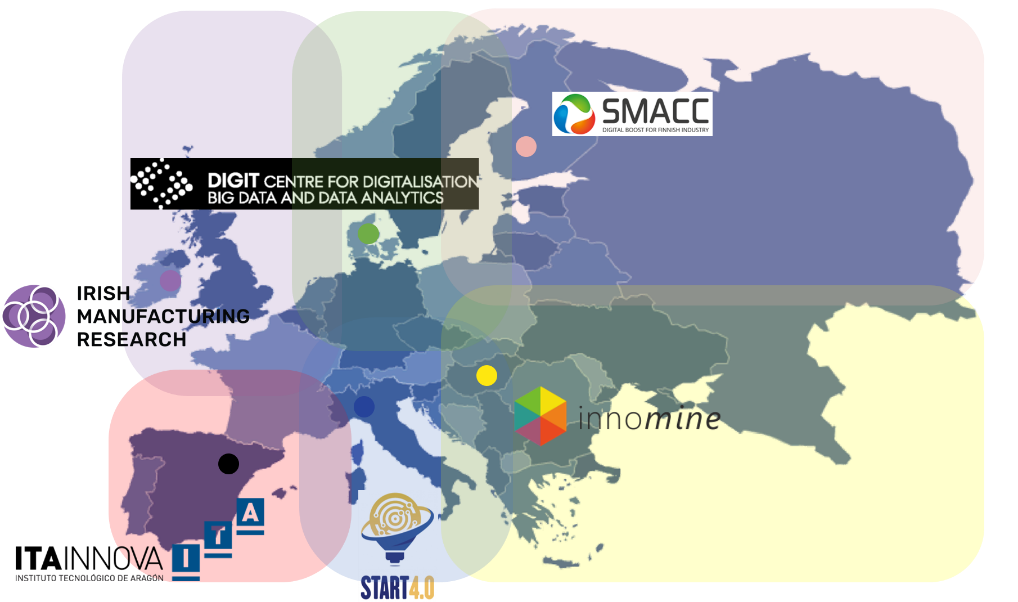 SMACC
DIGITAL BOOST FOR FINNISH INDUSTRY
DIGIT CENTRE FOR DIGITALISATION
BIG DATA AND DATA ANALYTICS
IRISH
MANUFACTURING
RESEARCH
innomine
ITAINNOVA
INSTITUTO TECNOLÓGICO DE ARAGÓN
I T A
START4.0